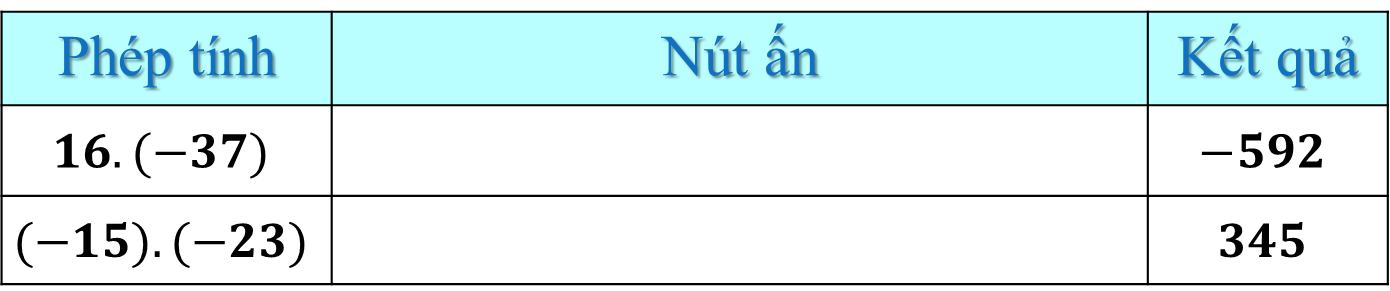 Phép tính Nút ấn Kết quả
16. (−37) −592
(−15). (−23) 345